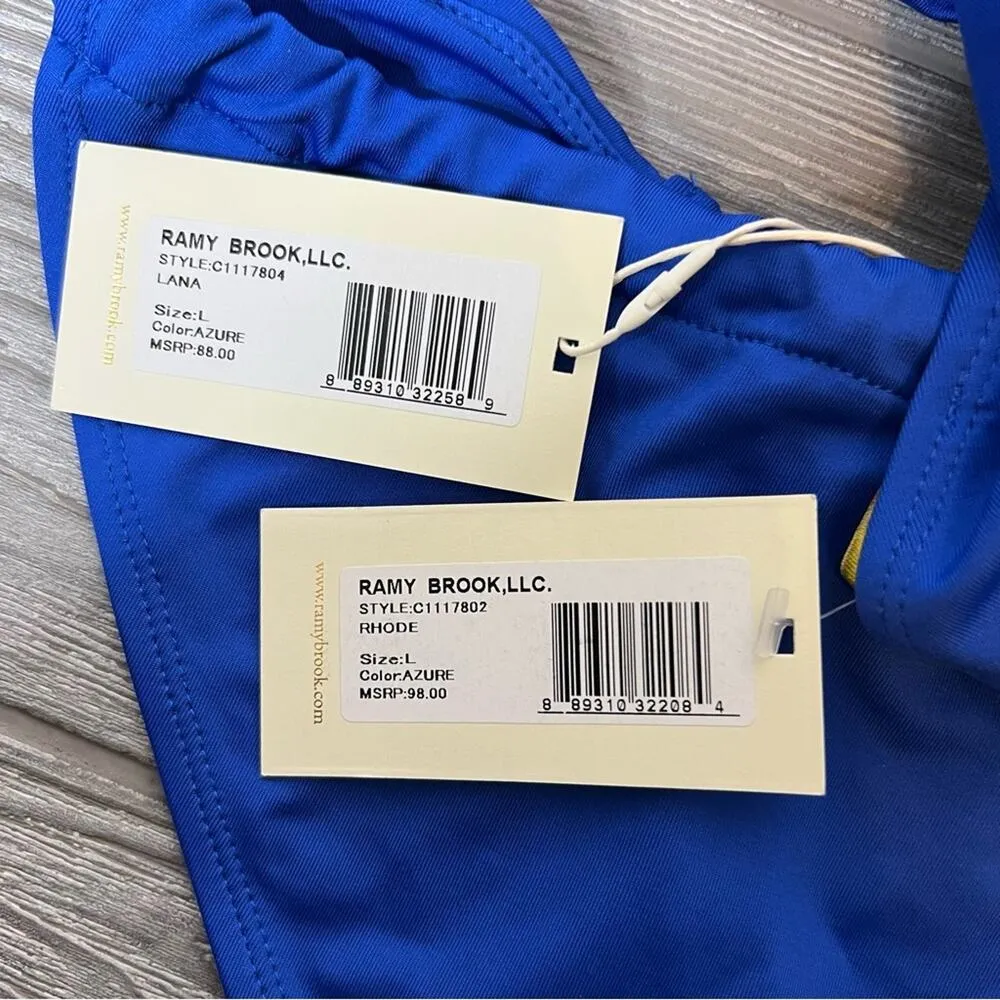 www.ramybrook.com
RAMY BROOK,LLC.
STYLE:C1117804
LANA
Size:L
Color:AZURE
MSRP:88.00
8 89310 32258 9
www.ramybrook.com
RAMY BROOK,LLC.
STYLE:C1117802
RHODE
Size:L
Color:AZURE
MSRP:98.00
8 89310 32208 4